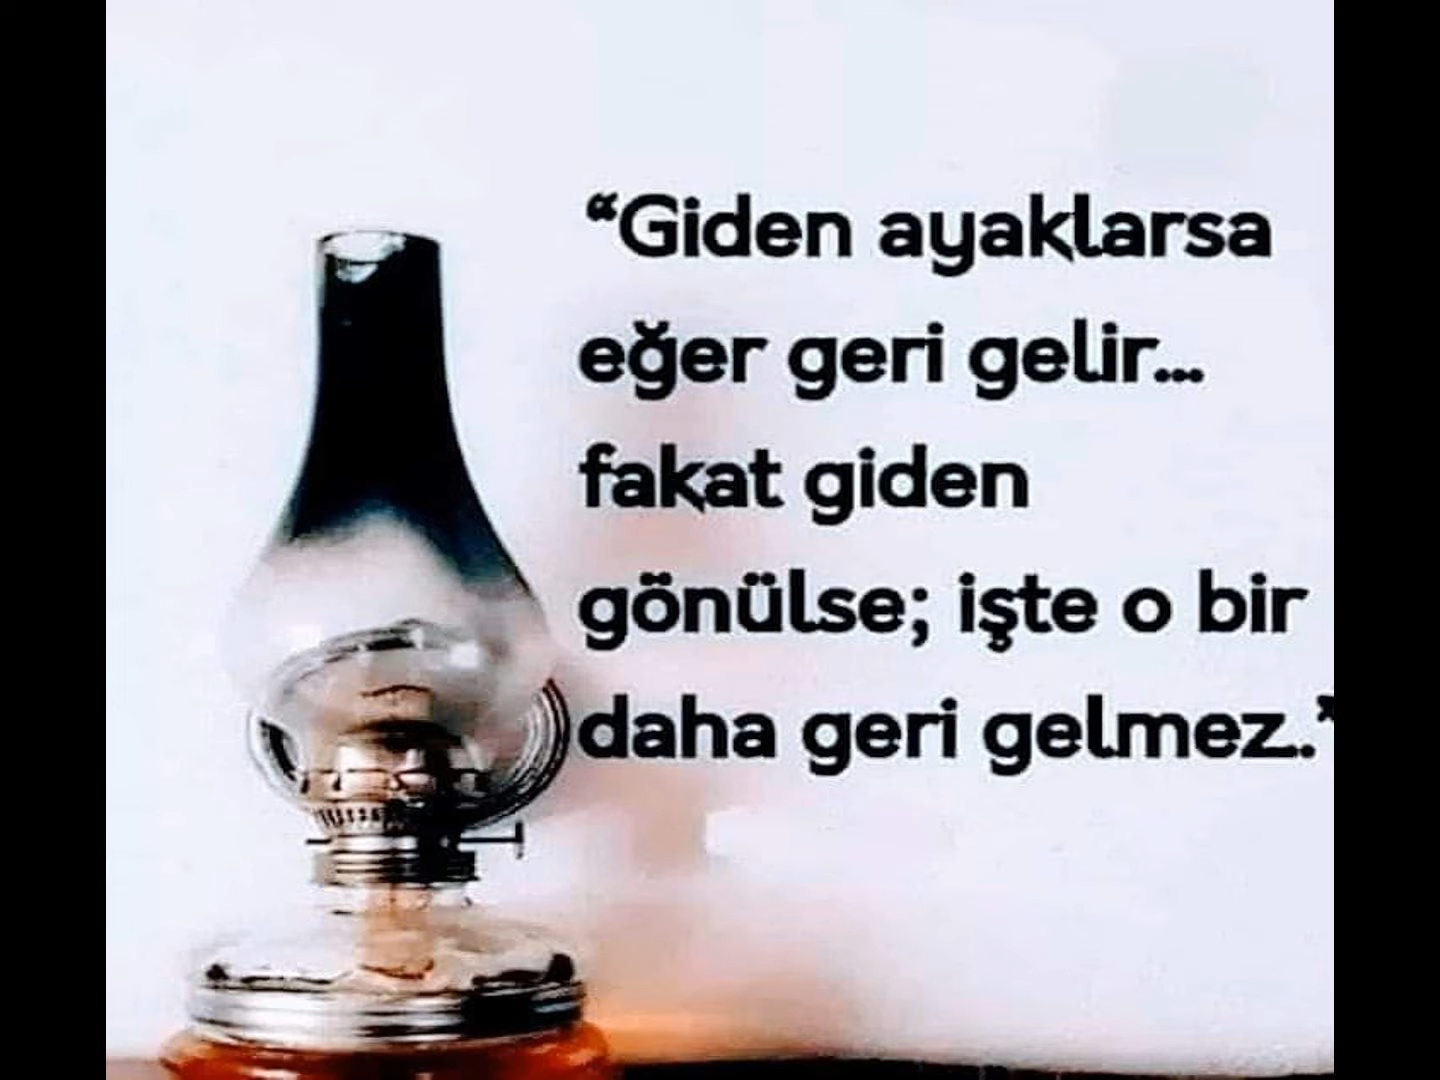 “Giden ayaklarsa
eğer geri gelir...
fakat giden
gönülse; işte o bir
daha geri gelmez.”